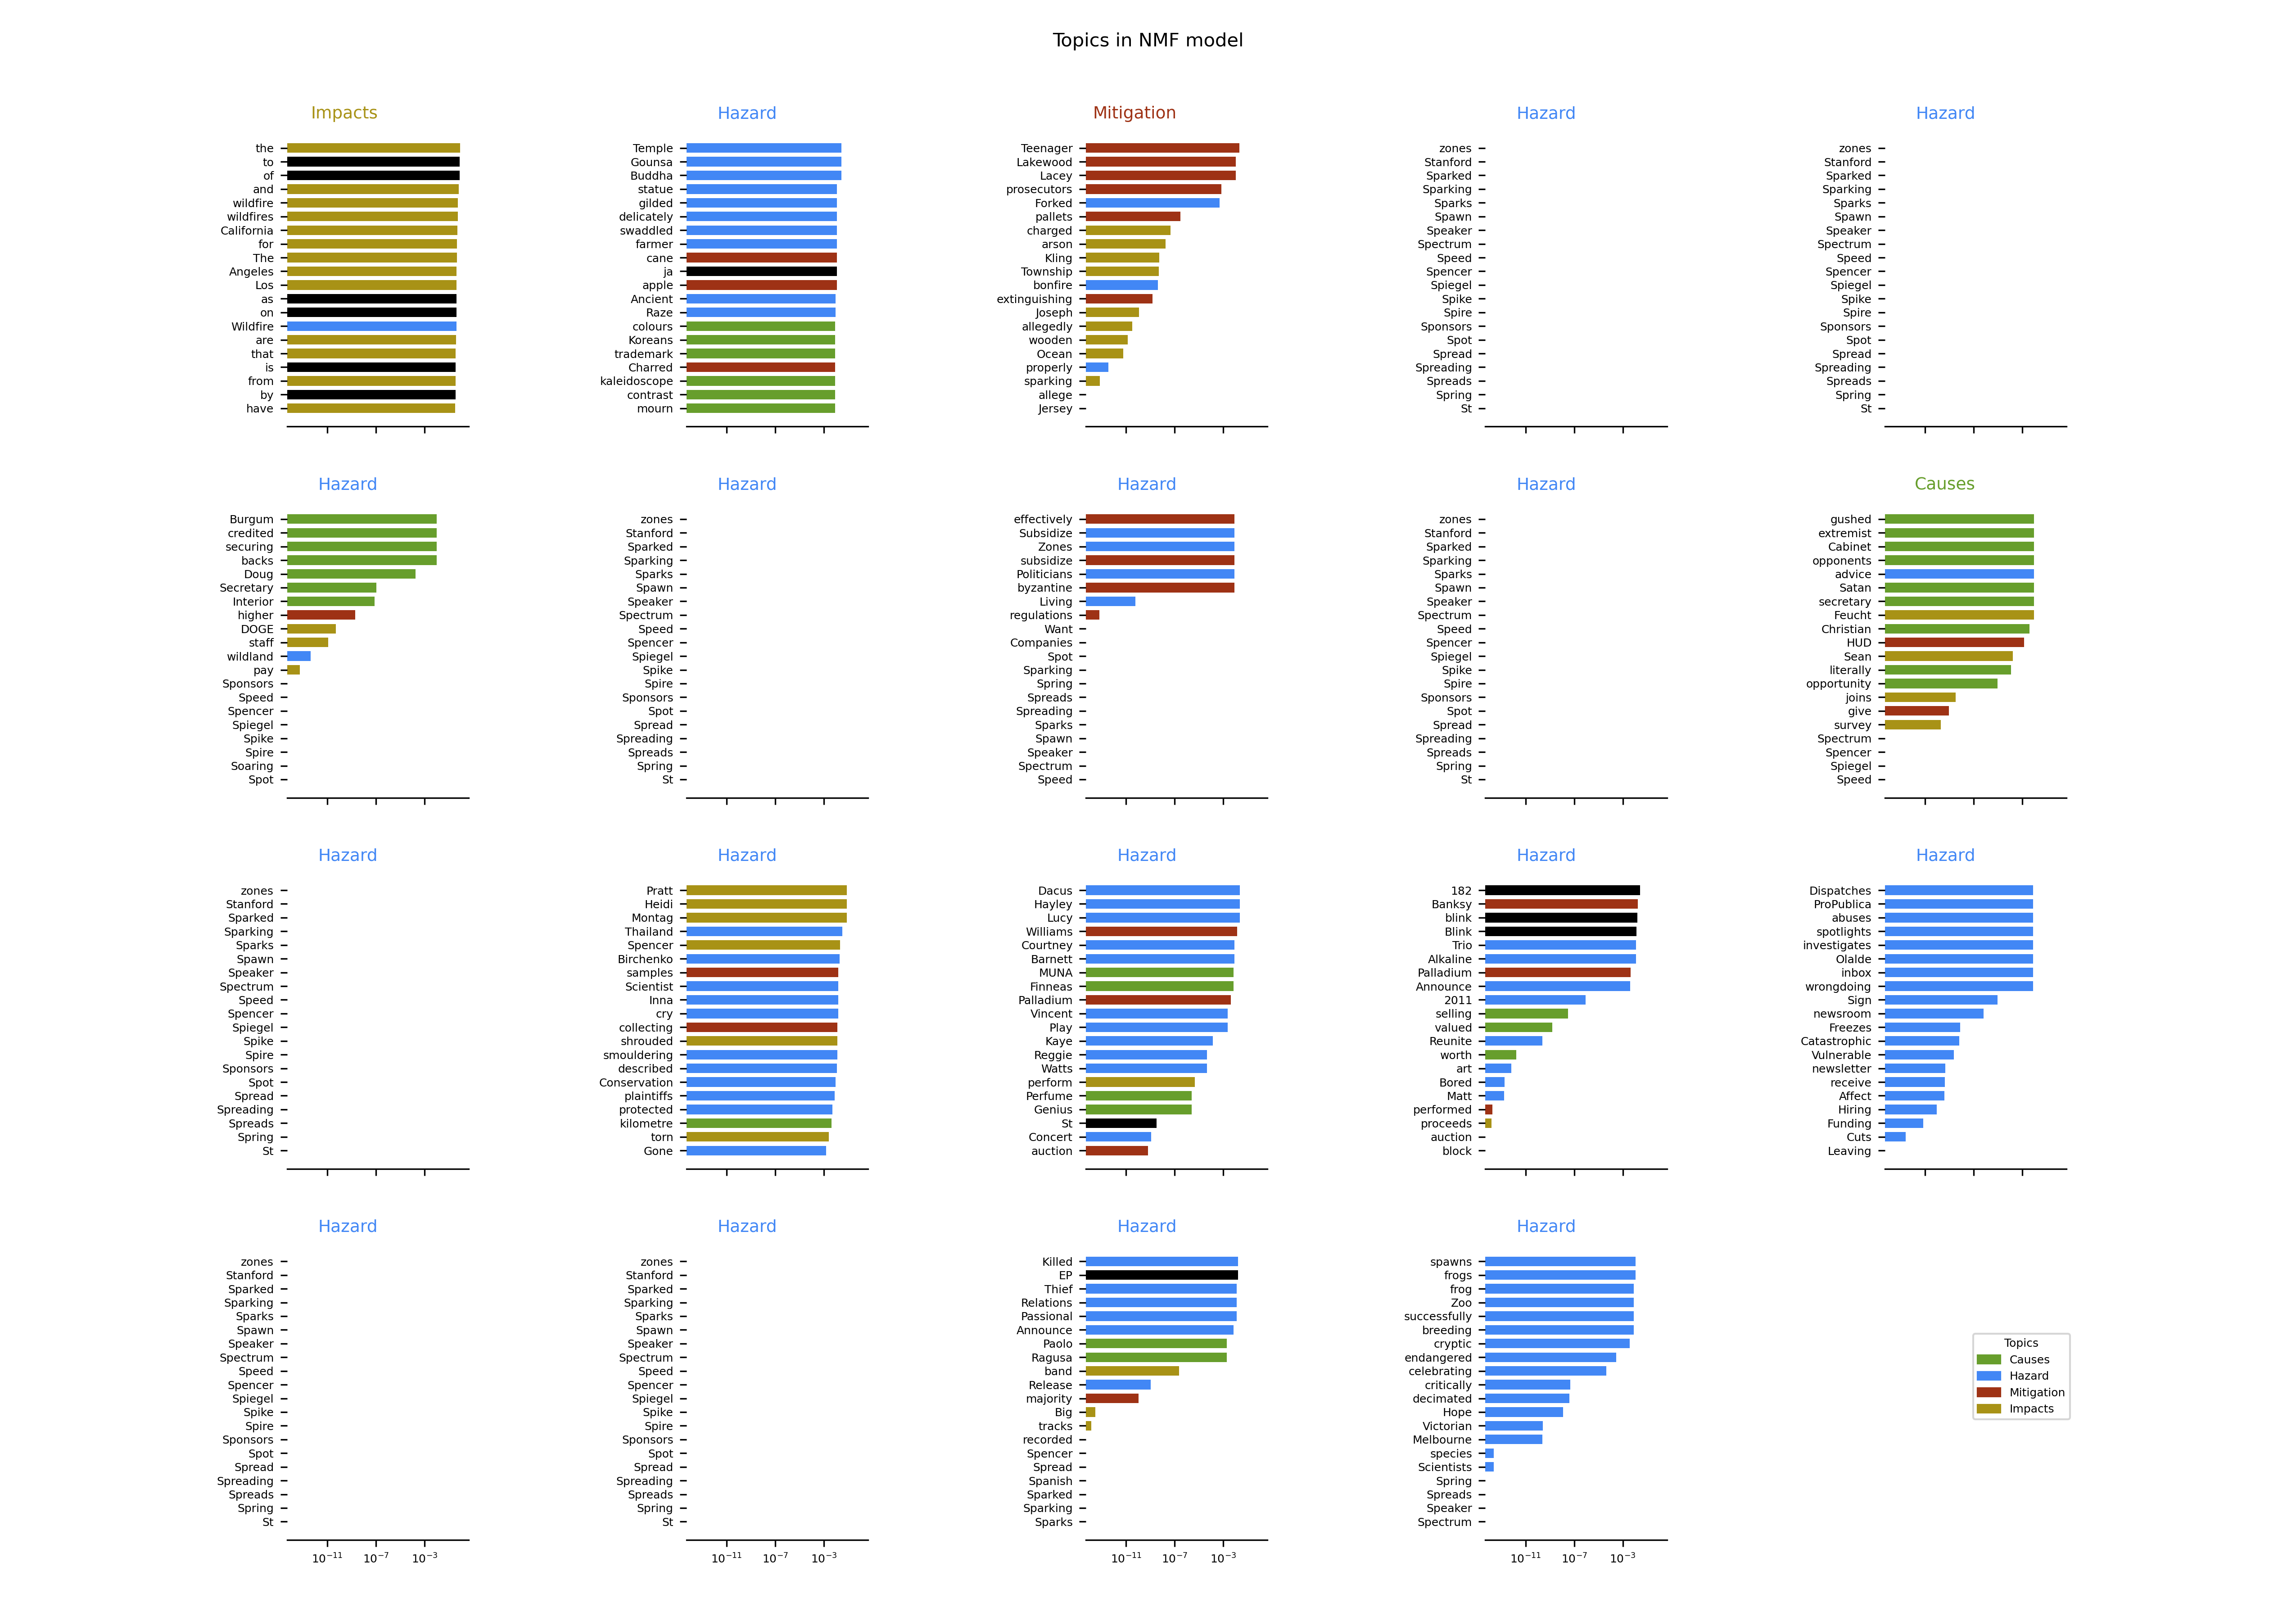 Topics in NMF model
Impacts
the
to
of
and
wildfire
wildfires
California
for
The
Angeles
Los
as
on
Wildfire
are
that
is
from
by
have
Hazard
Temple
Gounsa
Buddha
statue
gilded
delicately
swaddled
farmer
cane
ja
apple
Ancient
Raze
colours
Koreans
trademark
Charred
kaleidoscope
contrast
mourn
Mitigation
Teenager
Lakewood
Lacey
prosecutors
Forked
pallets
charged
arson
Kling
Township
bonfire
extinguishing
Joseph
allegedly
wooden
Ocean
properly
sparking
allege
Jersey
Hazard
zones
Stanford
Sparked
Sparking
Sparks
Spawn
Speaker
Spectrum
Speed
Spencer
Spiegel
Spike
Spire
Sponsors
Spot
Spread
Spreading
Spreads
Spring
St
Hazard
zones
Stanford
Sparked
Sparking
Sparks
Spawn
Speaker
Spectrum
Speed
Spencer
Spiegel
Spike
Spire
Sponsors
Spot
Spread
Spreading
Spreads
Spring
St
Hazard
Burgum
credited
securing
backs
Doug
Secretary
Interior
higher
DOGE
staff
wildland
pay
Sponsors
Speed
Spencer
Spiegel
Spike
Spire
Soaring
Spot
Hazard
zones
Stanford
Sparked
Sparking
Sparks
Spawn
Speaker
Spectrum
Speed
Spencer
Spiegel
Spike
Spire
Sponsors
Spot
Spread
Spreading
Spreads
Spring
St
Hazard
effectively
Subsidize
Zones
subsidize
Politicians
byzantine
Living
regulations
Want
Companies
Spot
Sparking
Spring
Spreads
Spreading
Sparks
Spawn
Speaker
Spectrum
Speed
Hazard
zones
Stanford
Sparked
Sparking
Sparks
Spawn
Speaker
Spectrum
Speed
Spencer
Spiegel
Spike
Spire
Sponsors
Spot
Spread
Spreading
Spreads
Spring
St
Causes
gushed
extremist
Cabinet
opponents
advice
Satan
secretary
Feucht
Christian
HUD
Sean
literally
opportunity
joins
give
survey
Spectrum
Spencer
Spiegel
Speed
Hazard
zones
Stanford
Sparked
Sparking
Sparks
Spawn
Speaker
Spectrum
Speed
Spencer
Spiegel
Spike
Spire
Sponsors
Spot
Spread
Spreading
Spreads
Spring
St
Hazard
Pratt
Heidi
Montag
Thailand
Spencer
Birchenko
samples
Scientist
Inna
cry
collecting
shrouded
smouldering
described
Conservation
plaintiffs
protected
kilometre
torn
Gone
Hazard
Dacus
Hayley
Lucy
Williams
Courtney
Barnett
MUNA
Finneas
Palladium
Vincent
Play
Kaye
Reggie
Watts
perform
Perfume
Genius
St
Concert
auction
Hazard
182
Banksy
blink
Blink
Trio
Alkaline
Palladium
Announce
2011
selling
valued
Reunite
worth
art
Bored
Matt
performed
proceeds
auction
block
Hazard
Dispatches
ProPublica
abuses
spotlights
investigates
Olalde
inbox
wrongdoing
Sign
newsroom
Freezes
Catastrophic
Vulnerable
newsletter
receive
Affect
Hiring
Funding
Cuts
Leaving
Hazard
zones
Stanford
Sparked
Sparking
Sparks
Spawn
Speaker
Spectrum
Speed
Spencer
Spiegel
Spike
Spire
Sponsors
Spot
Spread
Spreading
Spreads
Spring
St
10⁻¹¹ 10⁻⁷ 10⁻³
Hazard
zones
Stanford
Sparked
Sparking
Sparks
Spawn
Speaker
Spectrum
Speed
Spencer
Spiegel
Spike
Spire
Sponsors
Spot
Spread
Spreading
Spreads
Spring
St
10⁻¹¹ 10⁻⁷ 10⁻³
Hazard
Killed
EP
Thief
Relations
Passional
Announce
Paolo
Ragusa
band
Release
majority
Big
tracks
recorded
Spencer
Spread
Spanish
Sparked
Sparking
Sparks
10⁻¹¹ 10⁻⁷ 10⁻³
Hazard
spawns
frogs
frog
Zoo
successfully
breeding
cryptic
endangered
celebrating
critically
decimated
Hope
Victorian
Melbourne
species
Scientists
Spring
Spreads
Speaker
Spectrum
10⁻¹¹ 10⁻⁷ 10⁻³
Topics
Causes
Hazard
Mitigation
Impacts